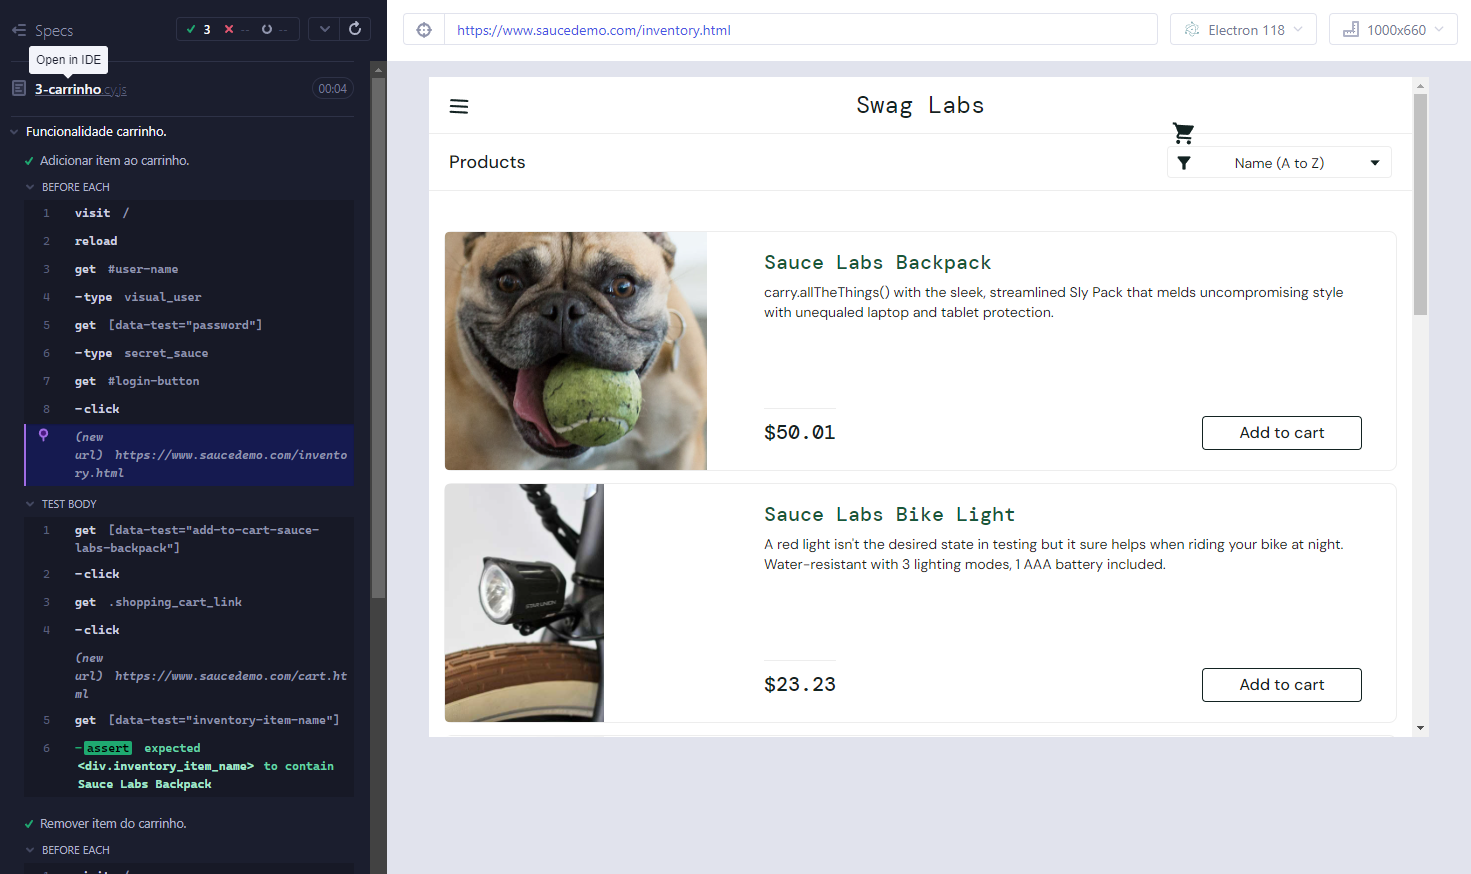 Specs
3
--
--
Open in IDE
3-carrinho.cy.js
00:04
Funcionalidade carrinho.
Adicionar item ao carrinho.
BEFORE EACH
1 visit /
2 reload
3 get #user-name
4 -type visual_user
5 get [data-test="password"]
6 -type secret_sauce
7 get #login-button
8 -click
(new
url) https://www.saucedemo.com/invento
ry.html
TEST BODY
1 get [data-test="add-to-cart-sauce-
labs-backpack"]
2 -click
3 get .shopping_cart_link
4 -click
(new
url) https://www.saucedemo.com/cart.ht
ml
5 get [data-test="inventory-item-name"]
6 -assert expected
<div.inventory_item_name> to contain
Sauce Labs Backpack
Remover item do carrinho.
BEFORE EACH
https://www.saucedemo.com/inventory.html
Electron 118
1000x660
Swag Labs
Products
Name (A to Z)
Sauce Labs Backpack
carry.allTheThings() with the sleek, streamlined Sly Pack that melds uncompromising style
with unequaled laptop and tablet protection.
$50.01
Add to cart
Sauce Labs Bike Light
A red light isn't the desired state in testing but it sure helps when riding your bike at night.
Water-resistant with 3 lighting modes, 1 AAA battery included.
$23.23
Add to cart